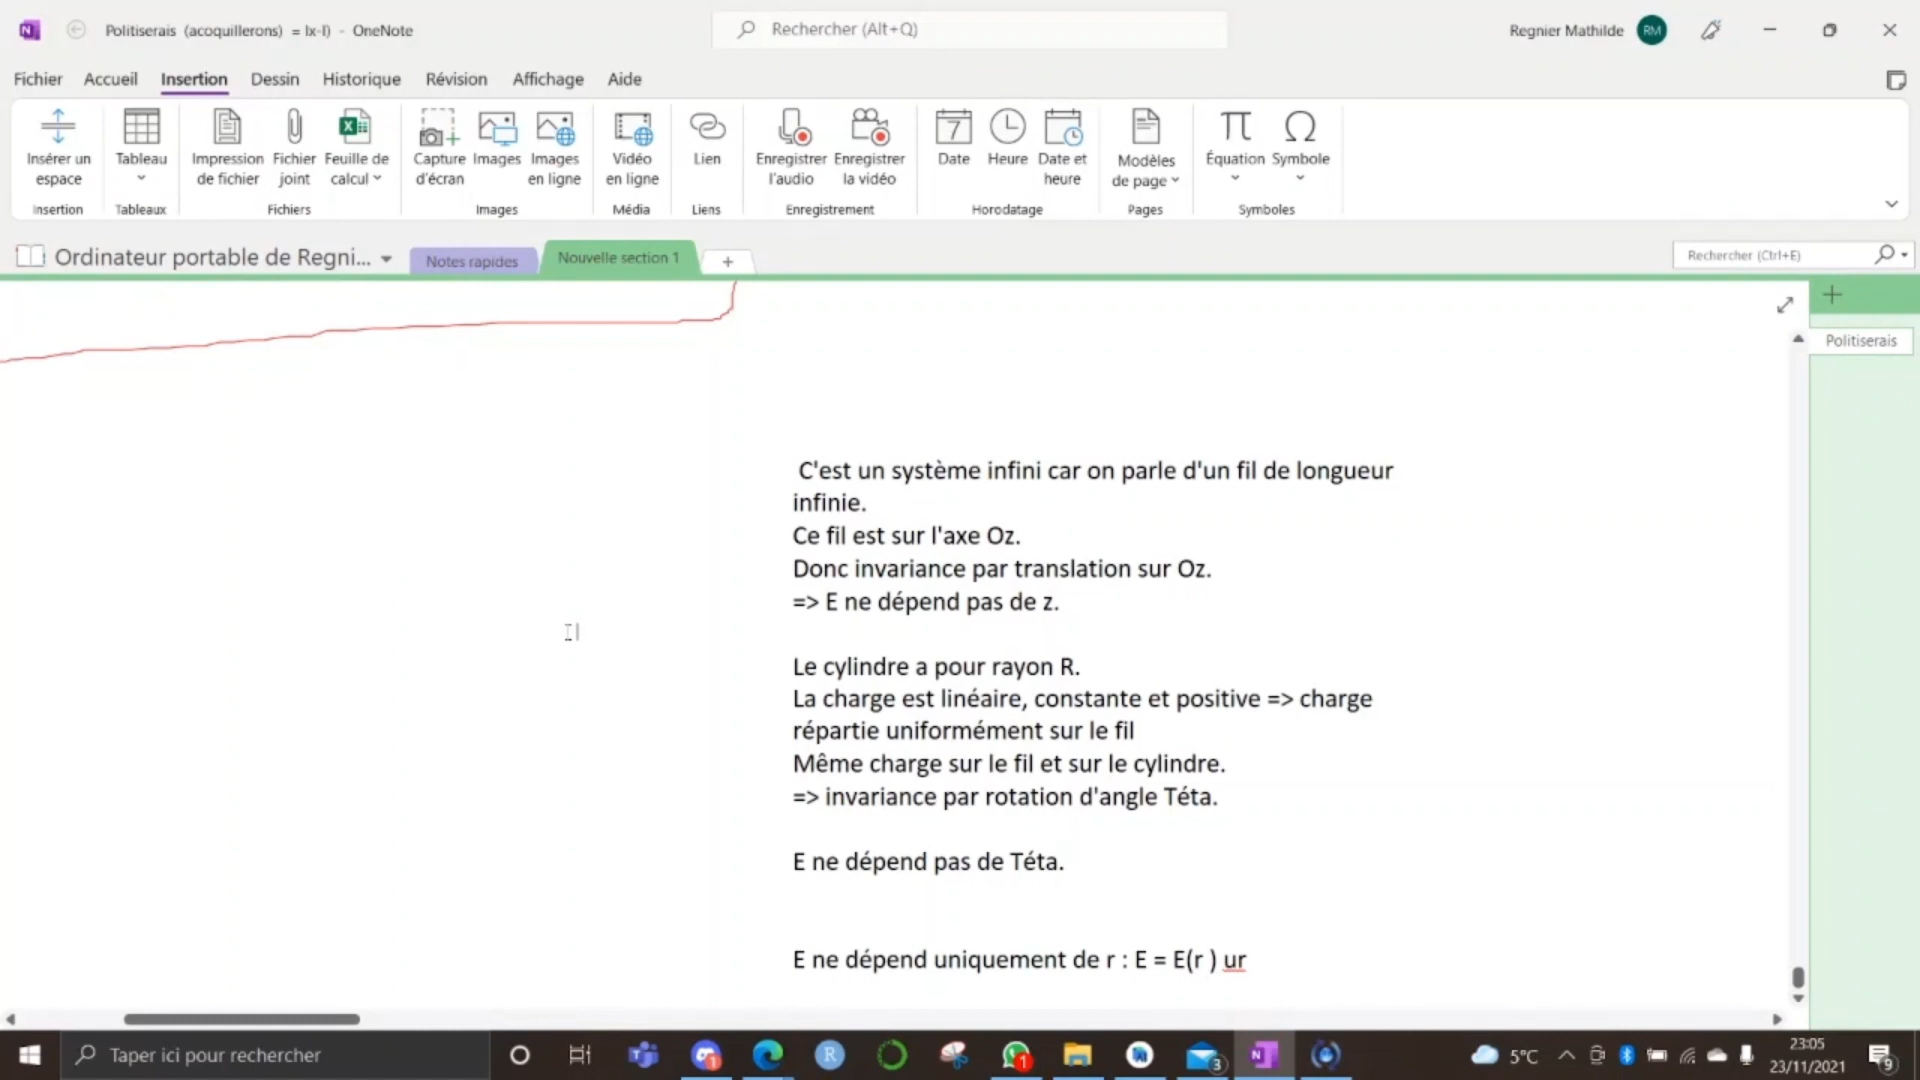 Politiserais (acoquillerons) = lx-l) - OneNote
Rechercher (Alt+Q)
Regnier Mathilde RM
Fichier Accueil Insertion Dessin Historique Révision Affichage Aide
Insérer un espace
Tableau
Impression de fichier
Fichier joint
Feuille de calcul
Capture d'écran
Images
Images en ligne
Vidéo en ligne
Lien
Enregistrer l'audio
Enregistrer la vidéo
7
Date
Heure
Date et heure
Modèles de page
Équation
Symbole
Insertion Tableaux Fichiers Images Média Liens Enregistrement Horodatage Pages Symboles
Ordinateur portable de Regni...
Notes rapides
Nouvelle section 1
+
Rechercher (Ctrl+E)
Politiserais
C'est un système infini car on parle d'un fil de longueur
infinie.
Ce fil est sur l'axe Oz.
Donc invariance par translation sur Oz.
=> E ne dépend pas de z.
Le cylindre a pour rayon R.
La charge est linéaire, constante et positive => charge
répartie uniformément sur le fil
Même charge sur le fil et sur le cylindre.
=> invariance par rotation d'angle Téta.
E ne dépend pas de Téta.
E ne dépend uniquement de r : E = E(r ) ur
Taper ici pour rechercher
1
R
1
3
N
5°C
23:05
23/11/2021
9